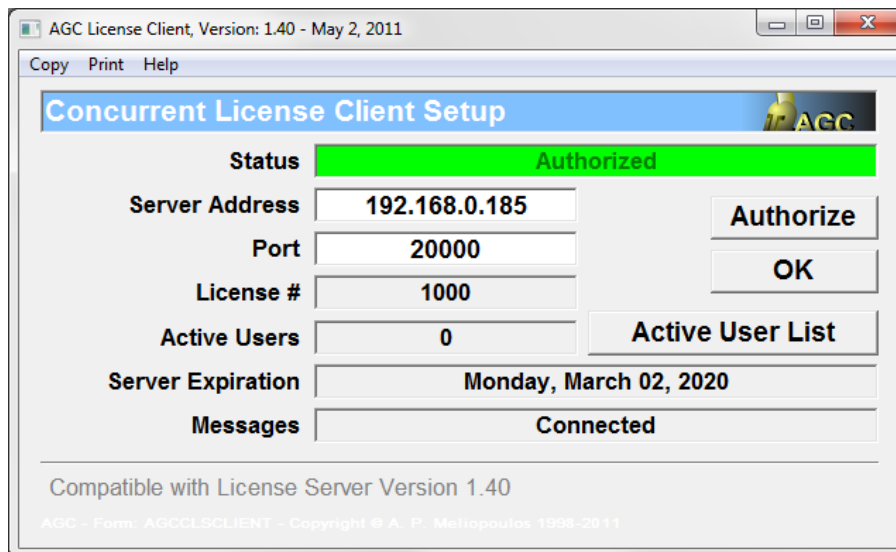 AGC License Client, Version: 1.40 - May 2, 2011
Copy Print Help
Concurrent License Client Setup AGC
Status Authorized
Server Address 192.168.0.185 Authorize
Port 20000
OK
License # 1000
Active Users 0 Active User List
Server Expiration Monday, March 02, 2020
Messages Connected
Compatible with License Server Version 1.40
AGC - Form: AGCCLSCLIENT - Copyright © A. P. Meliopoulos 1998-2011